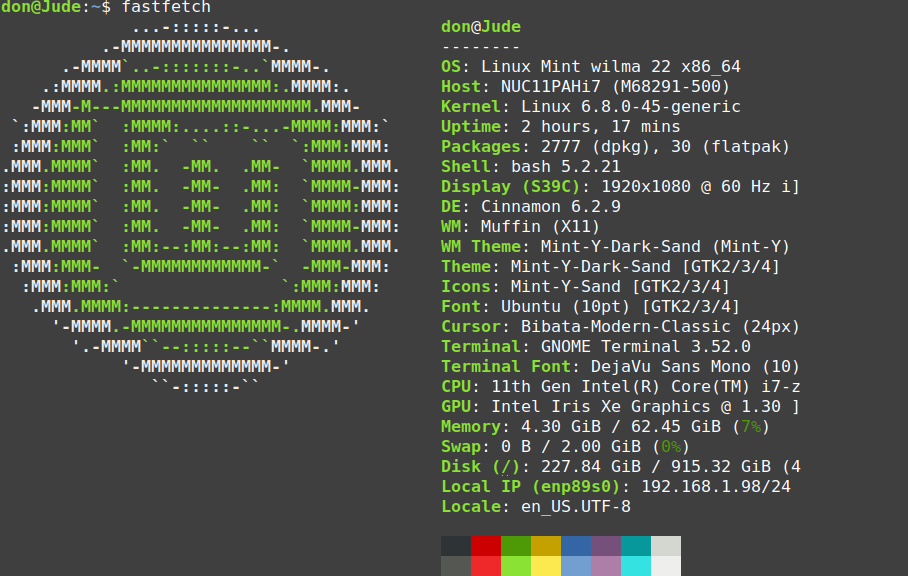 don@Jude:~$ fastfetch
don@Jude
--------
OS: Linux Mint wilma 22 x86_64
Host: NUC11PAHi7 (M68291-500)
Kernel: Linux 6.8.0-45-generic
Uptime: 2 hours, 17 mins
Packages: 2777 (dpkg), 30 (flatpak)
Shell: bash 5.2.21
Display (S39C): 1920x1080 @ 60 Hz i]
DE: Cinnamon 6.2.9
WM: Muffin (X11)
WM Theme: Mint-Y-Dark-Sand (Mint-Y)
Theme: Mint-Y-Dark-Sand [GTK2/3/4]
Icons: Mint-Y-Sand [GTK2/3/4]
Font: Ubuntu (10pt) [GTK2/3/4]
Cursor: Bibata-Modern-Classic (24px)
Terminal: GNOME Terminal 3.52.0
Terminal Font: DejaVu Sans Mono (10)
CPU: 11th Gen Intel(R) Core(TM) i7-z
GPU: Intel Iris Xe Graphics @ 1.30 ]
Memory: 4.30 GiB / 62.45 GiB (7%)
Swap: 0 B / 2.00 GiB (0%)
Disk (/): 227.84 GiB / 915.32 GiB (4
Local IP (enp89s0): 192.168.1.98/24
Locale: en_US.UTF-8